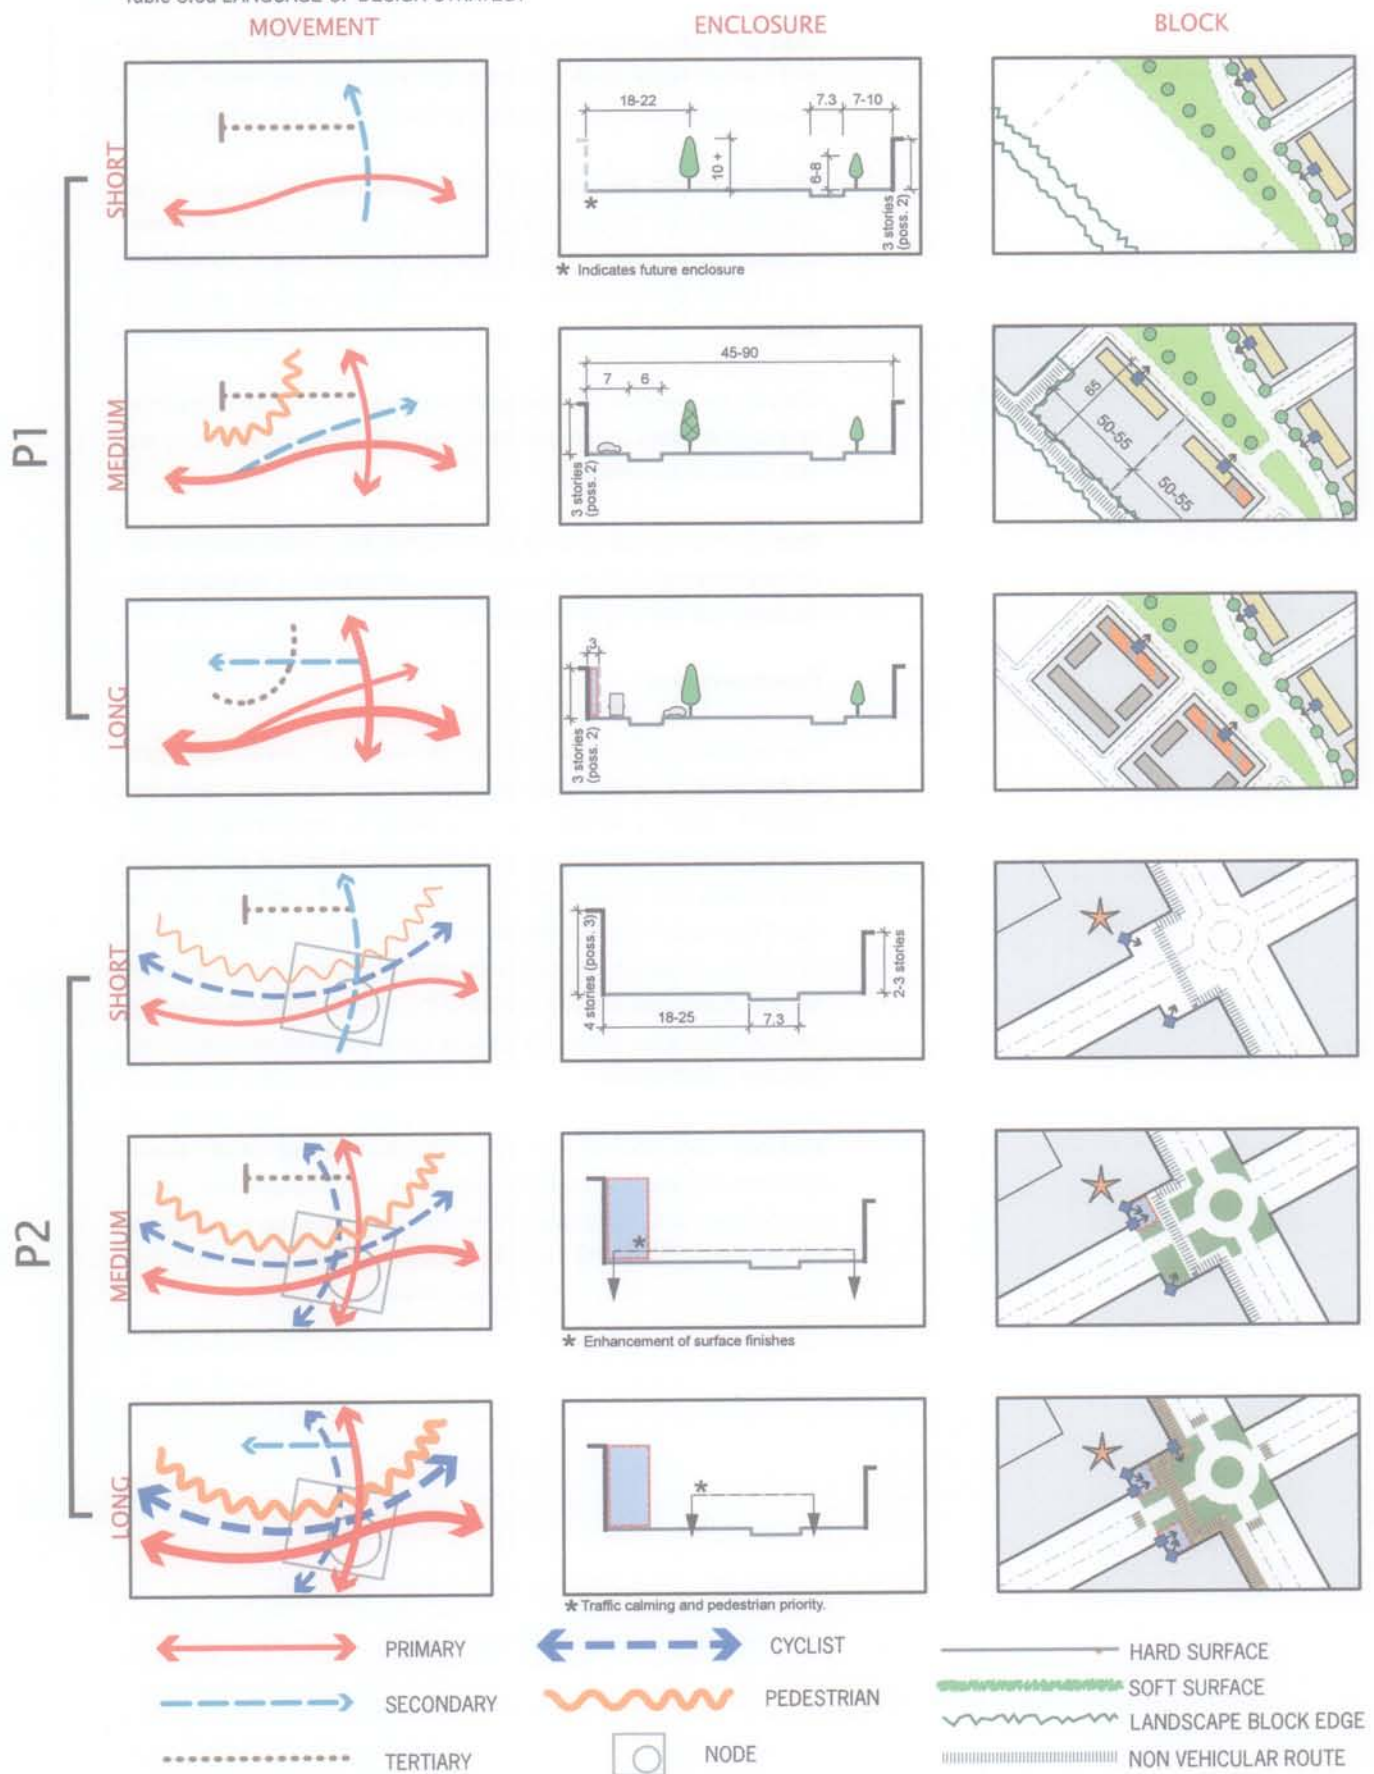 MOVEMENT ENCLOSURE BLOCK
P1
SHORT
18-22 7.3 7-10
10 +
6-8
3 stories
(poss. 2)
*
* Indicates future enclosure
MEDIUM
45-90
7 6
3 stories
(poss. 2)
65
50-55
50-55
LONG
3
3 stories
(poss. 2)
P2
SHORT
4 stories (poss. 3)
2-3 stories
18-25 7.3
MEDIUM
*
* Enhancement of surface finishes
LONG
*
* Traffic calming and pedestrian priority.
PRIMARY CYCLIST HARD SURFACE
SECONDARY PEDESTRIAN SOFT SURFACE
LANDSCAPE BLOCK EDGE
TERTIARY NODE NON VEHICULAR ROUTE